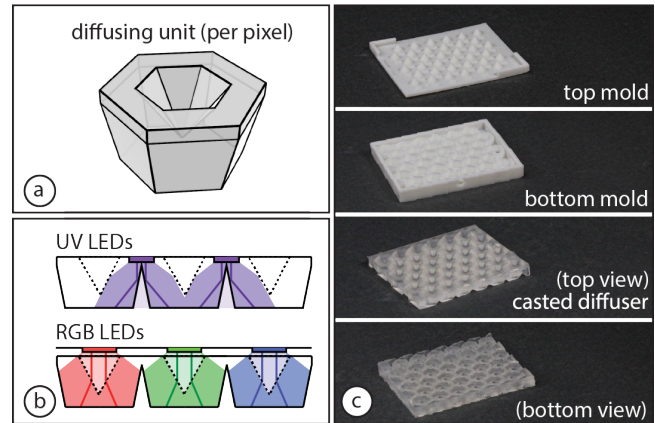 diffusing unit (per pixel)
a
UV LEDs
RGB LEDs
b
top mold
bottom mold
(top view)
casted diffuser
c
(bottom view)